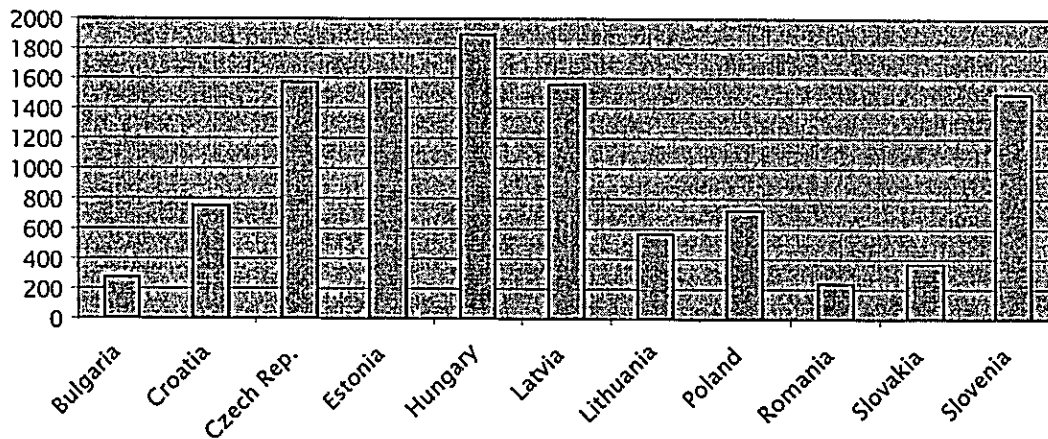 2000
1800
1600
1400
1200
1000
800
600
400
200
0
Bulgaria
Croatia
Czech Rep.
Estonia
Hungary
Latvia
Lithuania
Poland
Romania
Slovakia
Slovenia